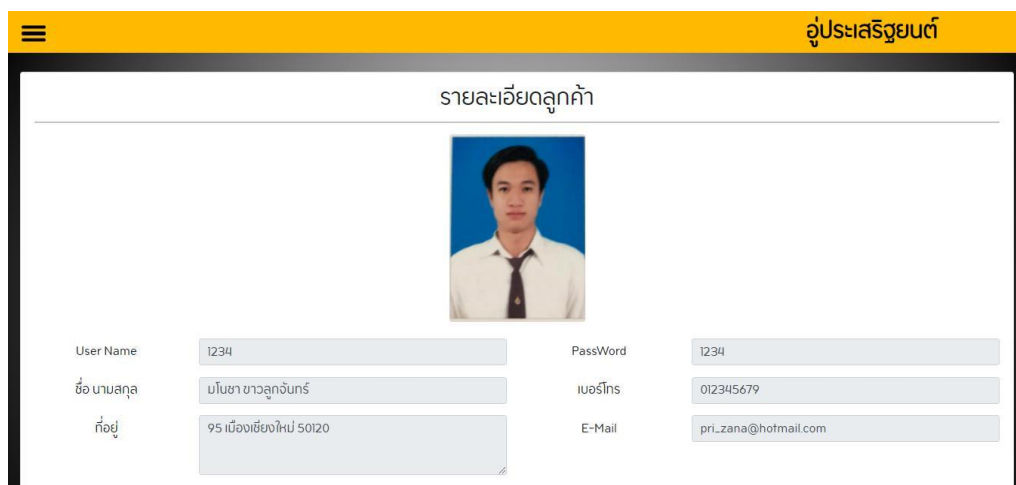 อู่ประเสริฐยนต์
รายละเอียดลูกค้า
User Name 1234 PassWord 1234
ชื่อ นามสกุล มโนชา ขาวลูกจันทร์ เบอร์โทร 012345679
ที่อยู่ 95 เมืองเชียงใหม่ 50120 E-Mail pri_zana@hotmail.com